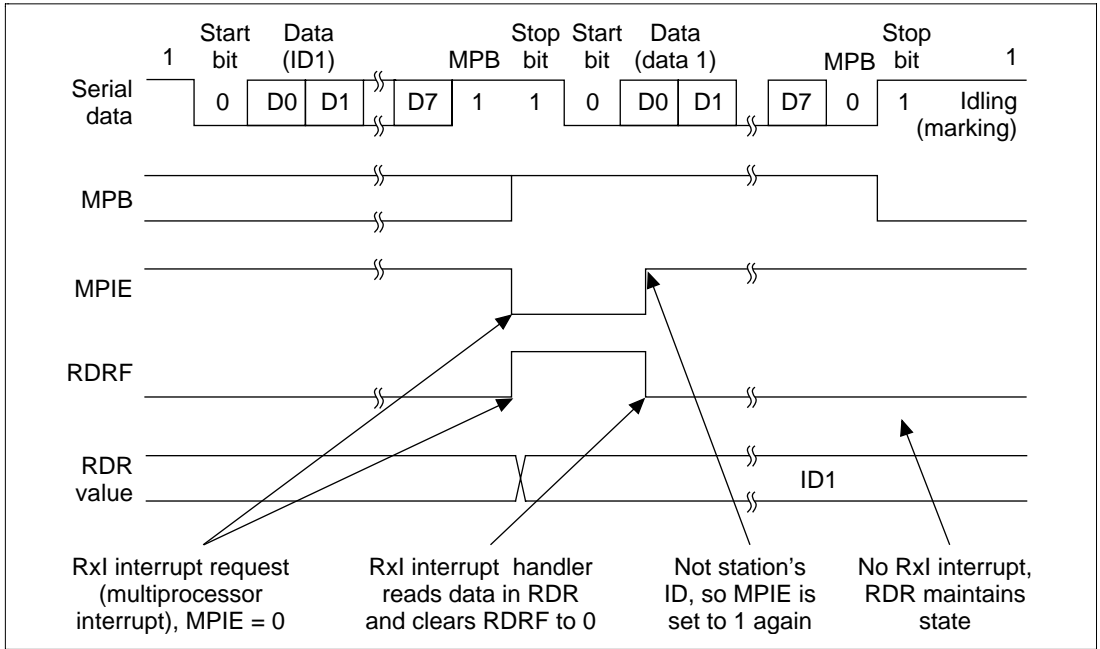 Start Data Stop Start Data Stop
1 bit (ID1) MPB bit bit (data 1) MPB bit 1
Serial data 0 D0 D1 D7 1 1 0 D0 D1 D7 0 1 Idling (marking)
MPB
MPIE
RDRF
RDR value ID1
RxI interrupt request
(multiprocessor
interrupt), MPIE = 0
RxI interrupt handler
reads data in RDR
and clears RDRF to 0
Not station's
ID, so MPIE is
set to 1 again
No RxI interrupt,
RDR maintains
state